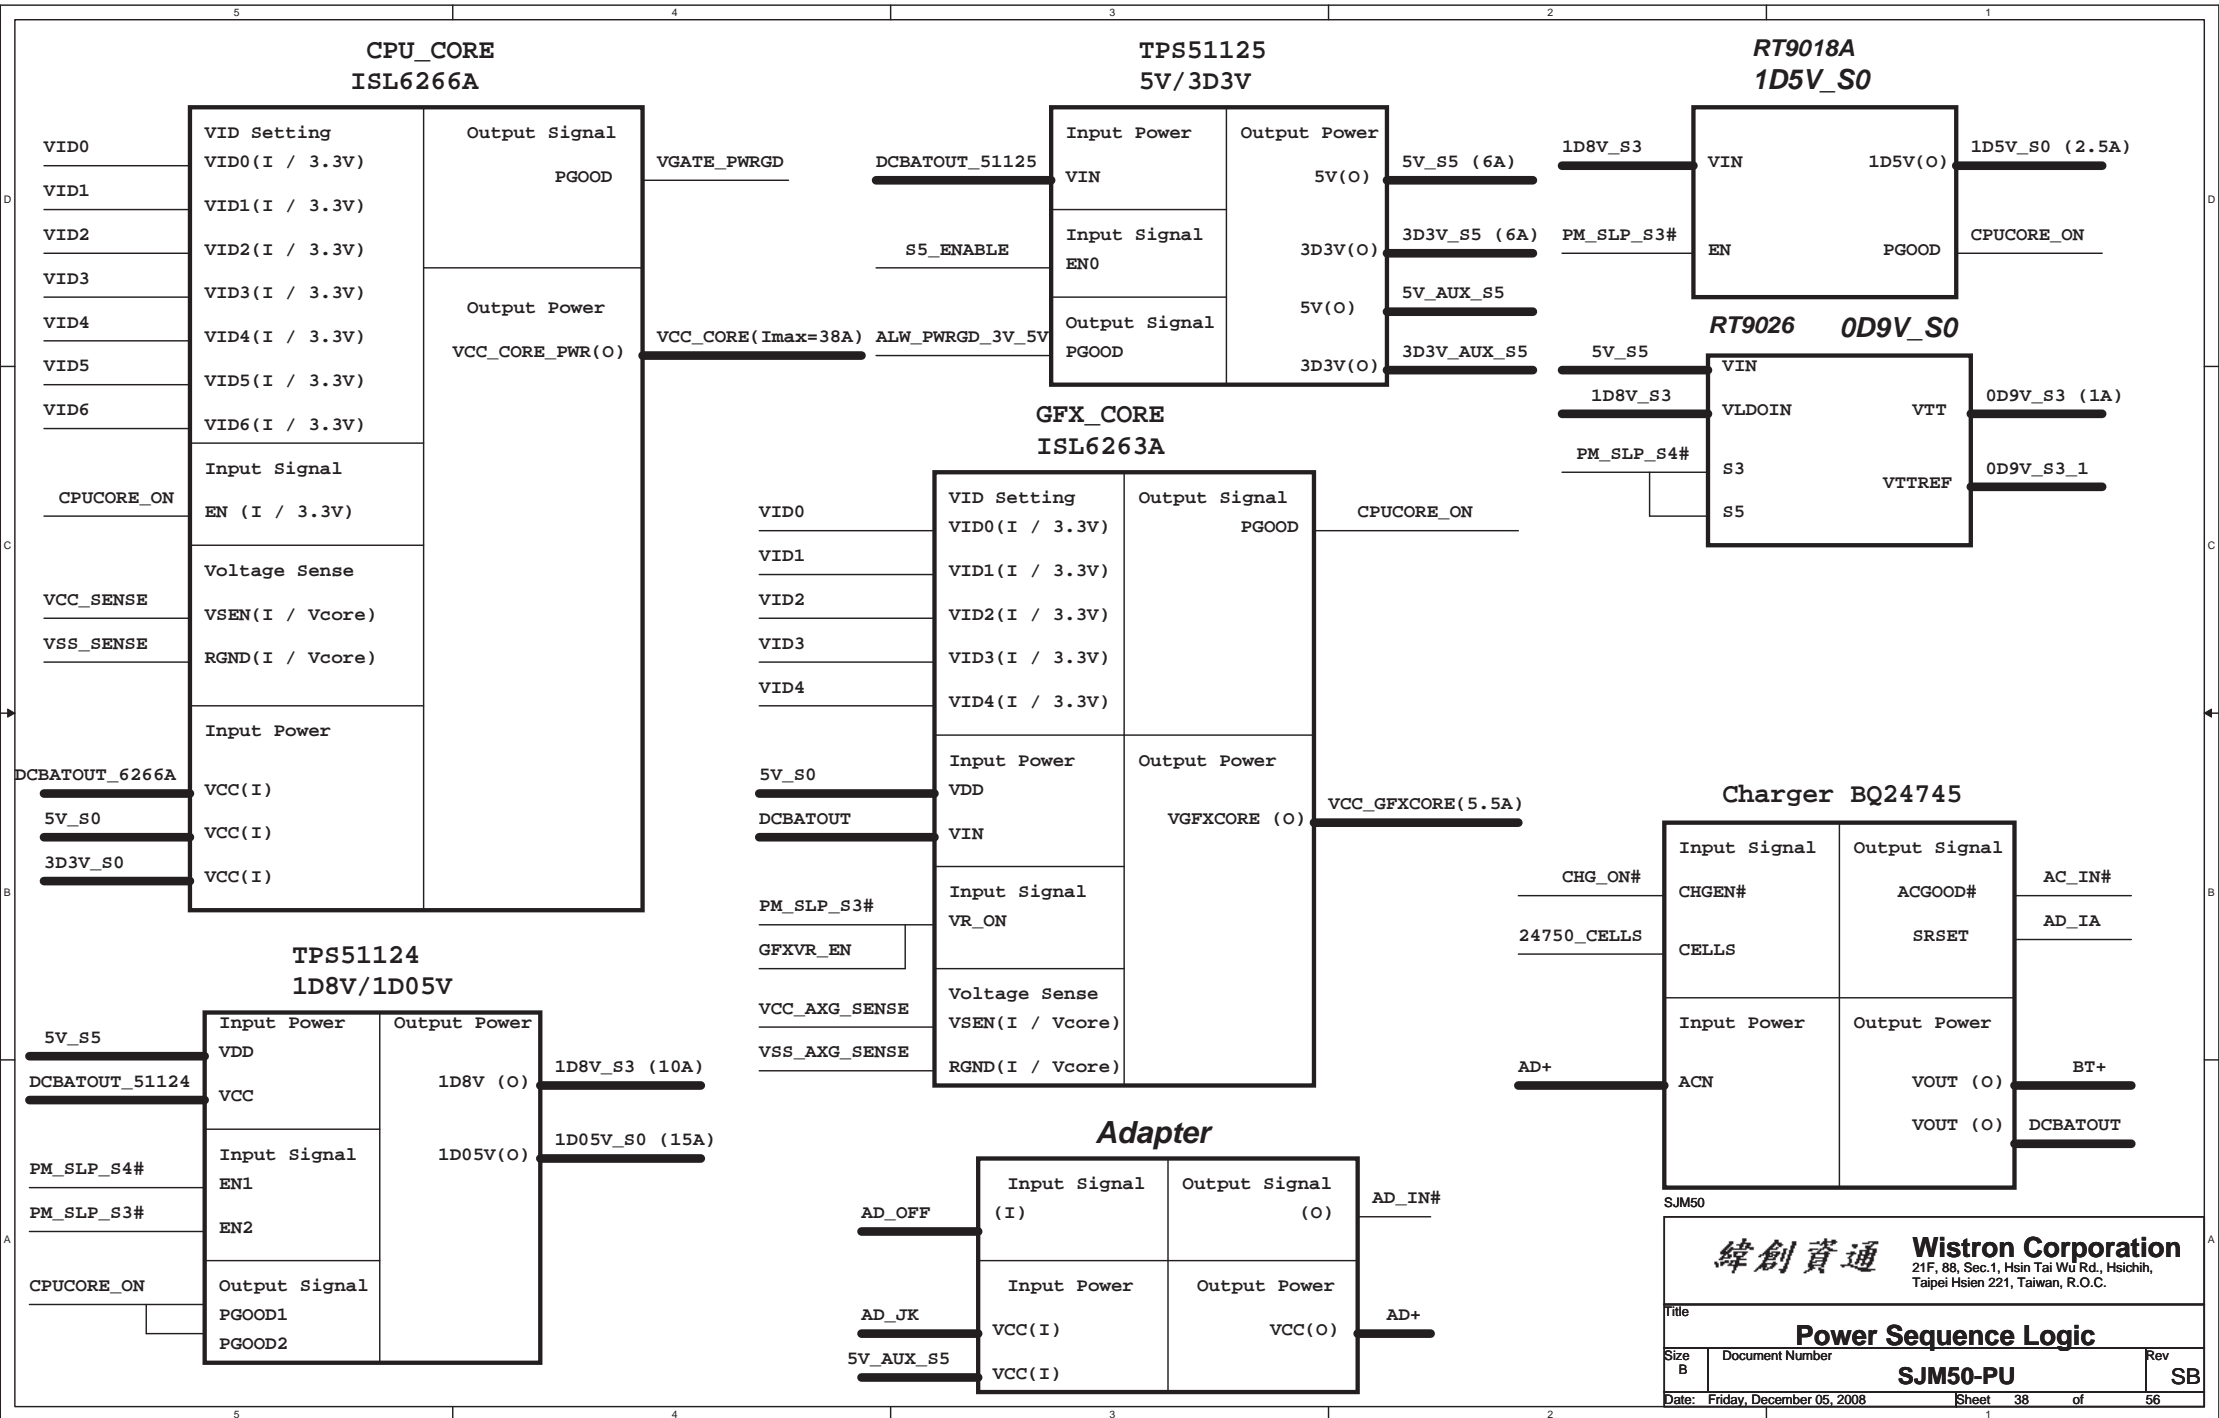 5 4 3 2 1
D
C
B
A
CPU_CORE
ISL6266A
VID0
VID1
VID2
VID3
VID4
VID5
VID6
CPUCORE_ON
VCC_SENSE
VSS_SENSE
DCBATOUT_6266A
5V_S0
3D3V_S0
VID Setting
VID0(I / 3.3V)
VID1(I / 3.3V)
VID2(I / 3.3V)
VID3(I / 3.3V)
VID4(I / 3.3V)
VID5(I / 3.3V)
VID6(I / 3.3V)
Input Signal
EN (I / 3.3V)
Voltage Sense
VSEN(I / Vcore)
RGND(I / Vcore)
Input Power
VCC(I)
VCC(I)
VCC(I)
Output Signal
PGOOD
Output Power
VCC_CORE_PWR(O)
VGATE_PWRGD
VCC_CORE(Imax=38A)
TPS51125
5V/3D3V
DCBATOUT_51125
S5_ENABLE
ALW_PWRGD_3V_5V
Input Power
VIN
Input Signal
EN0
Output Signal
PGOOD
Output Power
5V(O)
3D3V(O)
5V(O)
3D3V(O)
5V_S5 (6A)
3D3V_S5 (6A)
5V_AUX_S5
3D3V_AUX_S5
RT9018A
1D5V_S0
1D8V_S3
PM_SLP_S3#
VIN
EN
1D5V(O)
PGOOD
1D5V_S0 (2.5A)
CPUCORE_ON
RT9026 0D9V_S0
5V_S5
1D8V_S3
PM_SLP_S4#
VIN
VLDOIN
S3
S5
VTT
VTTREF
0D9V_S3 (1A)
0D9V_S3_1
GFX_CORE
ISL6263A
VID0
VID1
VID2
VID3
VID4
5V_S0
DCBATOUT
PM_SLP_S3#
GFXVR_EN
VCC_AXG_SENSE
VSS_AXG_SENSE
VID Setting
VID0(I / 3.3V)
VID1(I / 3.3V)
VID2(I / 3.3V)
VID3(I / 3.3V)
VID4(I / 3.3V)
Input Power
VDD
VIN
Input Signal
VR_ON
Voltage Sense
VSEN(I / Vcore)
RGND(I / Vcore)
Output Signal
PGOOD
Output Power
VGFXCORE (O)
CPUCORE_ON
VCC_GFXCORE(5.5A)
Charger BQ24745
CHG_ON#
24750_CELLS
AD+
Input Signal
CHGEN#
CELLS
Input Power
ACN
Output Signal
ACGOOD#
SRSET
Output Power
VOUT (O)
VOUT (O)
AC_IN#
AD_IA
BT+
DCBATOUT
TPS51124
1D8V/1D05V
5V_S5
DCBATOUT_51124
PM_SLP_S4#
PM_SLP_S3#
CPUCORE_ON
Input Power
VDD
VCC
Input Signal
EN1
EN2
Output Signal
PGOOD1
PGOOD2
Output Power
1D8V (O)
1D05V(O)
1D8V_S3 (10A)
1D05V_S0 (15A)
Adapter
AD_OFF
AD_JK
5V_AUX_S5
Input Signal
(I)
Input Power
VCC(I)
VCC(I)
Output Signal
(O)
Output Power
VCC(O)
AD_IN#
AD+
SJM50
緯創資通 Wistron Corporation
21F, 88, Sec.1, Hsin Tai Wu Rd., Hsichih,
Taipei Hsien 221, Taiwan, R.O.C.
Title
Power Sequence Logic
Size Document Number Rev
B SJM50-PU SB
Date: Friday, December 05, 2008 Sheet 38 of 56
D
C
B
A
5 4 3 2 1